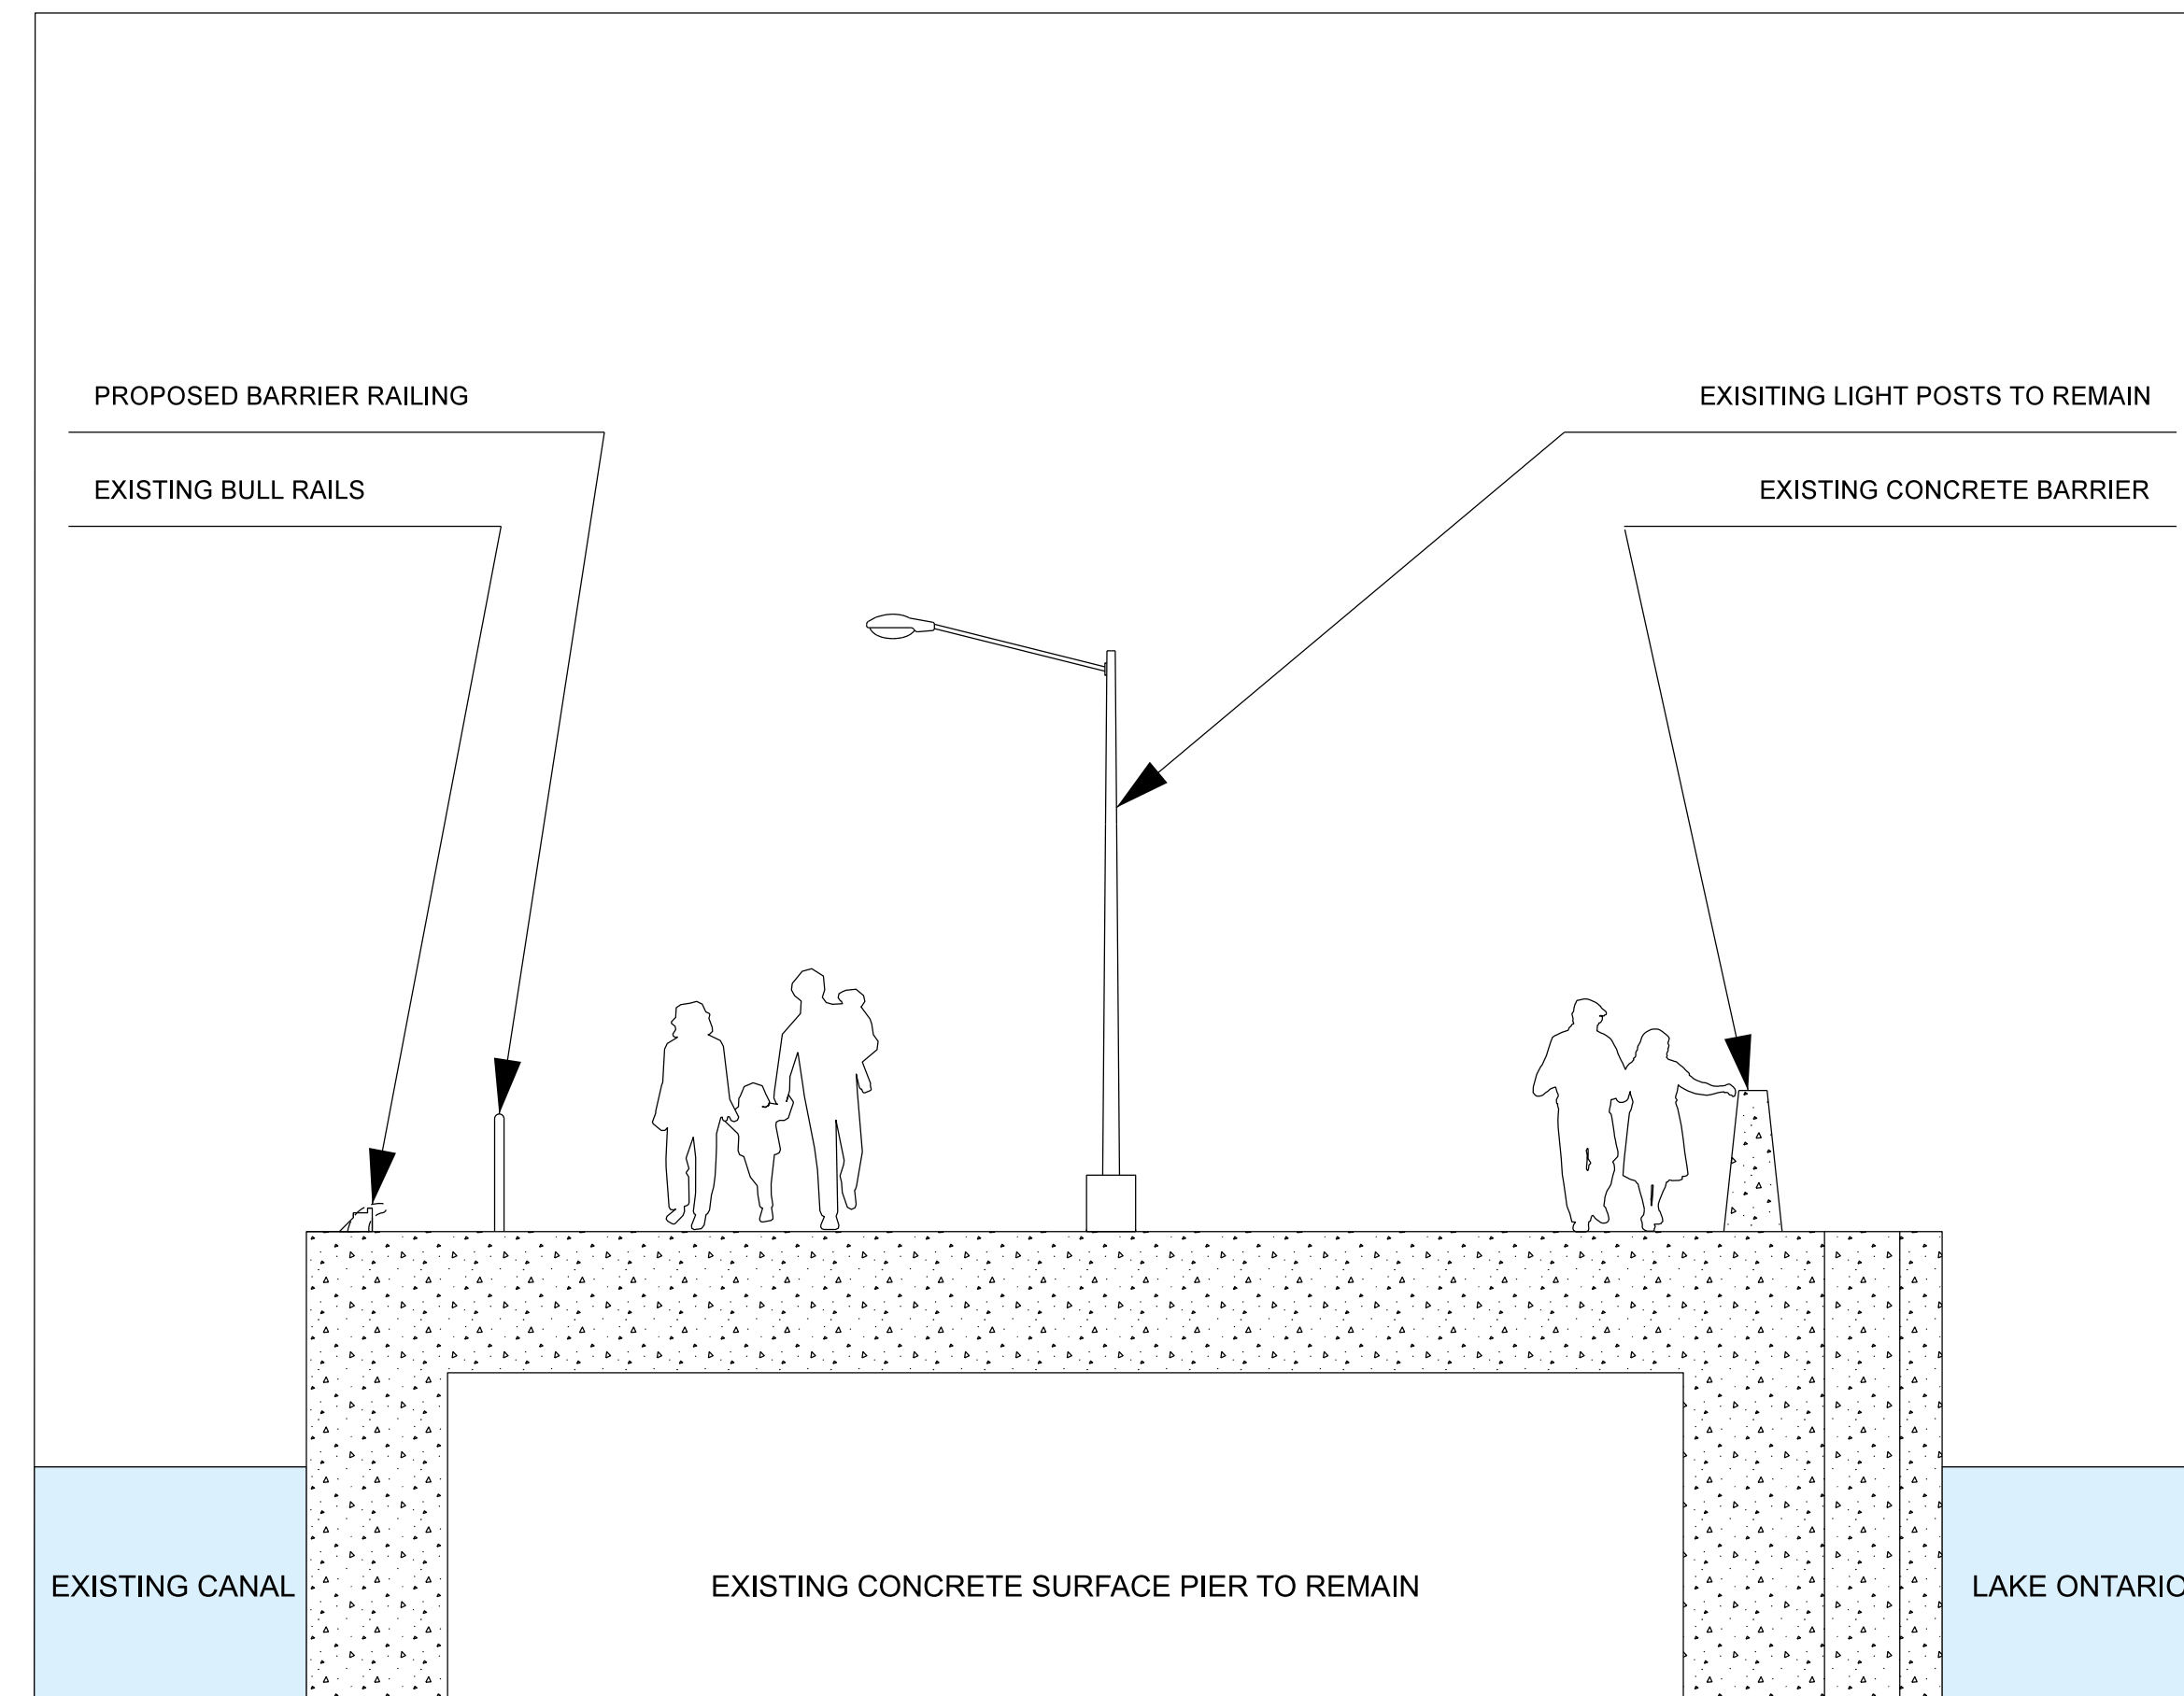 PROPOSED BARRIER RAILING
EXISITING LIGHT POSTS TO REMAIN
EXISTING BULL RAILS
EXISTING CONCRETE BARRIER
EXISTING CANAL
EXISTING CONCRETE SURFACE PIER TO REMAIN
LAKE ONTARIO